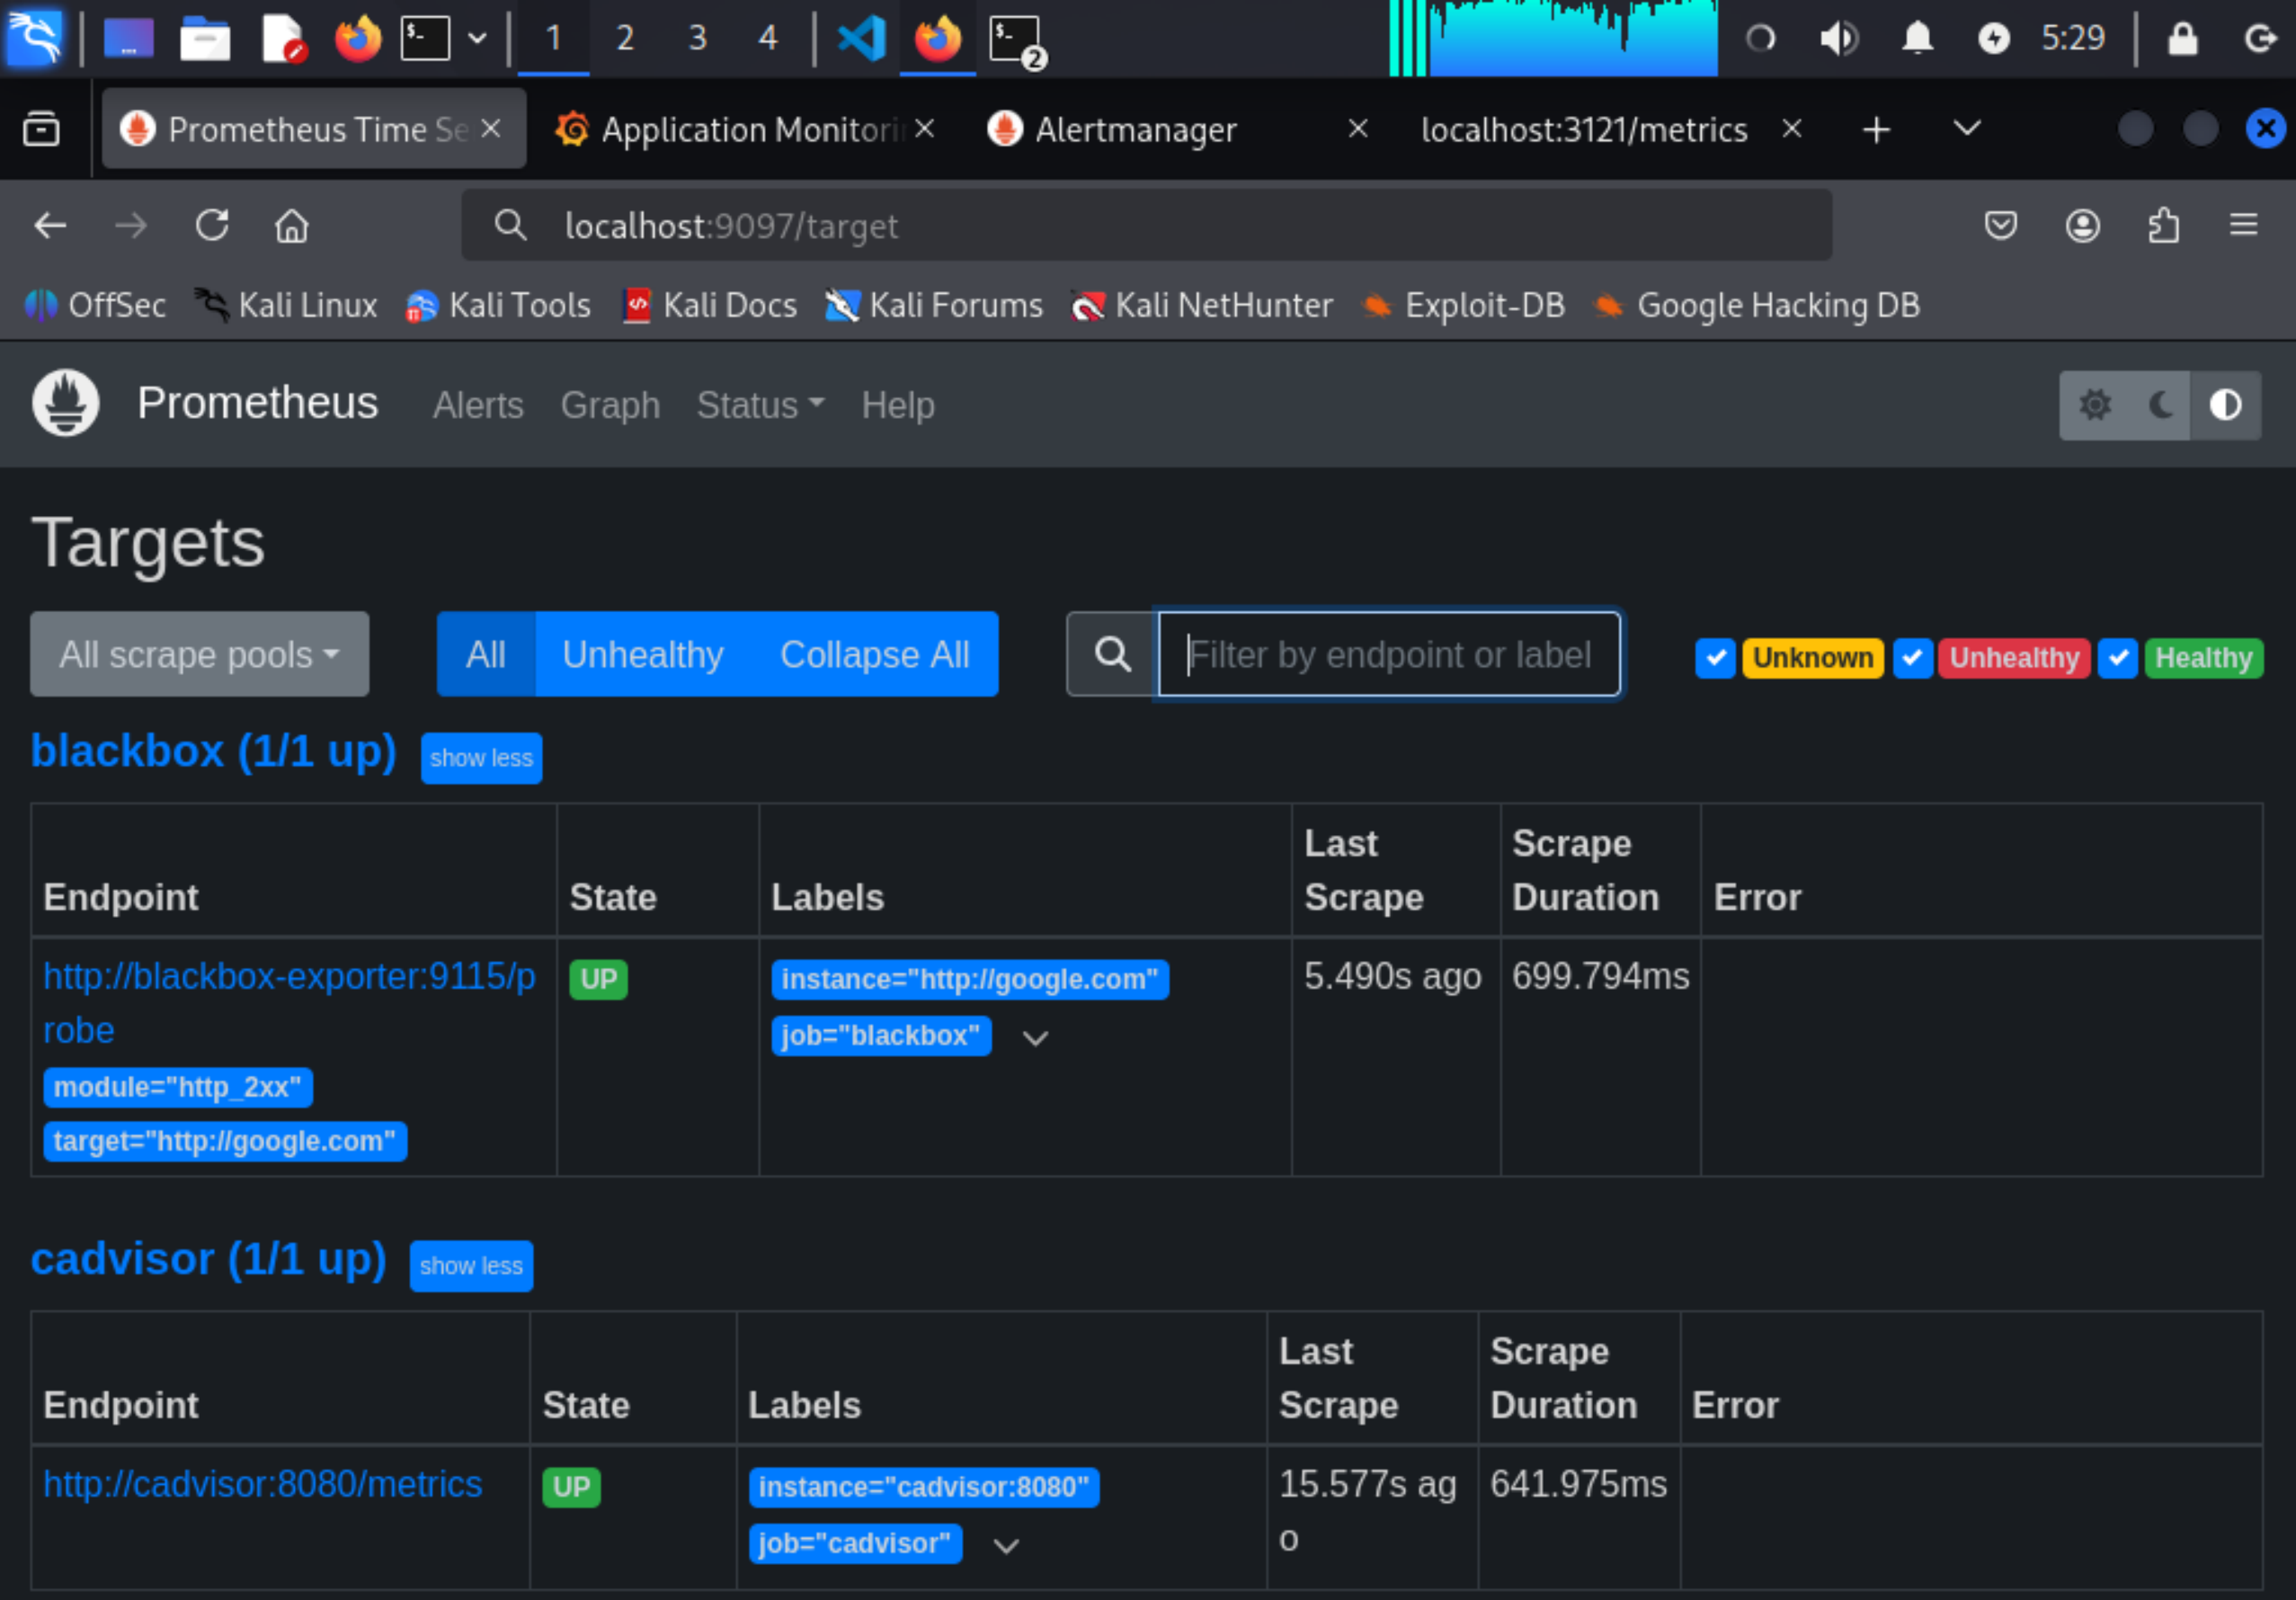 1 2 3 4 2 5:29
Prometheus Time Se Application Monitorin Alertmanager localhost:3121/metrics
localhost:9097/target
OffSec Kali Linux Kali Tools Kali Docs Kali Forums Kali NetHunter Exploit-DB Google Hacking DB
Prometheus Alerts Graph Status Help
Targets
All scrape pools All Unhealthy Collapse All Filter by endpoint or label Unknown Unhealthy Healthy
blackbox (1/1 up) show less
Endpoint State Labels Last Scrape Scrape Duration Error
http://blackbox-exporter:9115/p
robe
module="http_2xx"
target="http://google.com"
UP
instance="http://google.com"
job="blackbox"
5.490s ago
699.794ms
cadvisor (1/1 up) show less
Endpoint State Labels Last Scrape Scrape Duration Error
http://cadvisor:8080/metrics
UP
instance="cadvisor:8080"
job="cadvisor"
15.577s ag
o
641.975ms